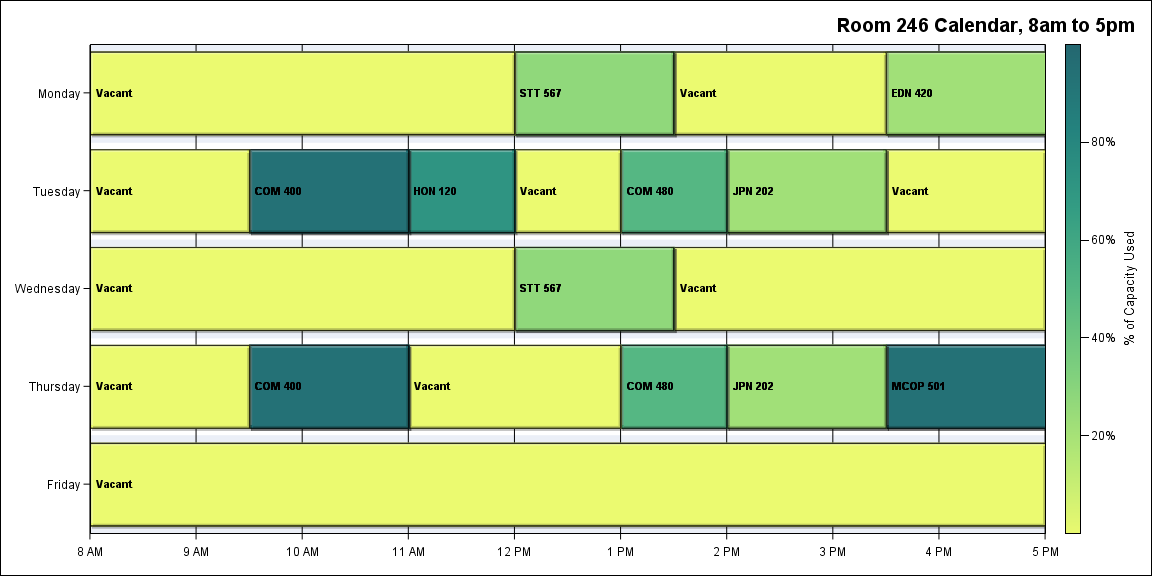 Room 246 Calendar, 8am to 5pm
Monday
Vacant
STT 567
Vacant
EDN 420
Tuesday
Vacant
COM 400
HON 120
Vacant
COM 480
JPN 202
Vacant
Wednesday
Vacant
STT 567
Vacant
Thursday
Vacant
COM 400
Vacant
COM 480
JPN 202
MCOP 501
Friday
Vacant
8 AM
9 AM
10 AM
11 AM
12 PM
1 PM
2 PM
3 PM
4 PM
5 PM
80%
60%
40%
20%
% of Capacity Used